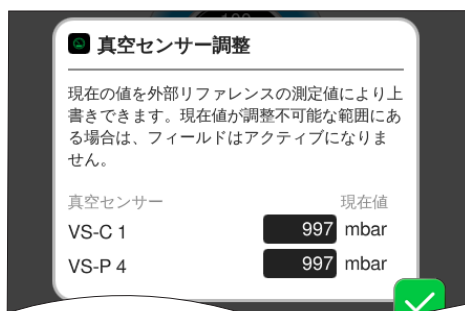 100
真空センサー調整
現在の値を外部リファレンスの測定値により上
書きできます。現在値が調整不可能な範囲にあ
る場合は、フィールドはアクティブになりま
せん。
真空センサー 現在値
VS-C 1 997 mbar
VS-P 4 997 mbar